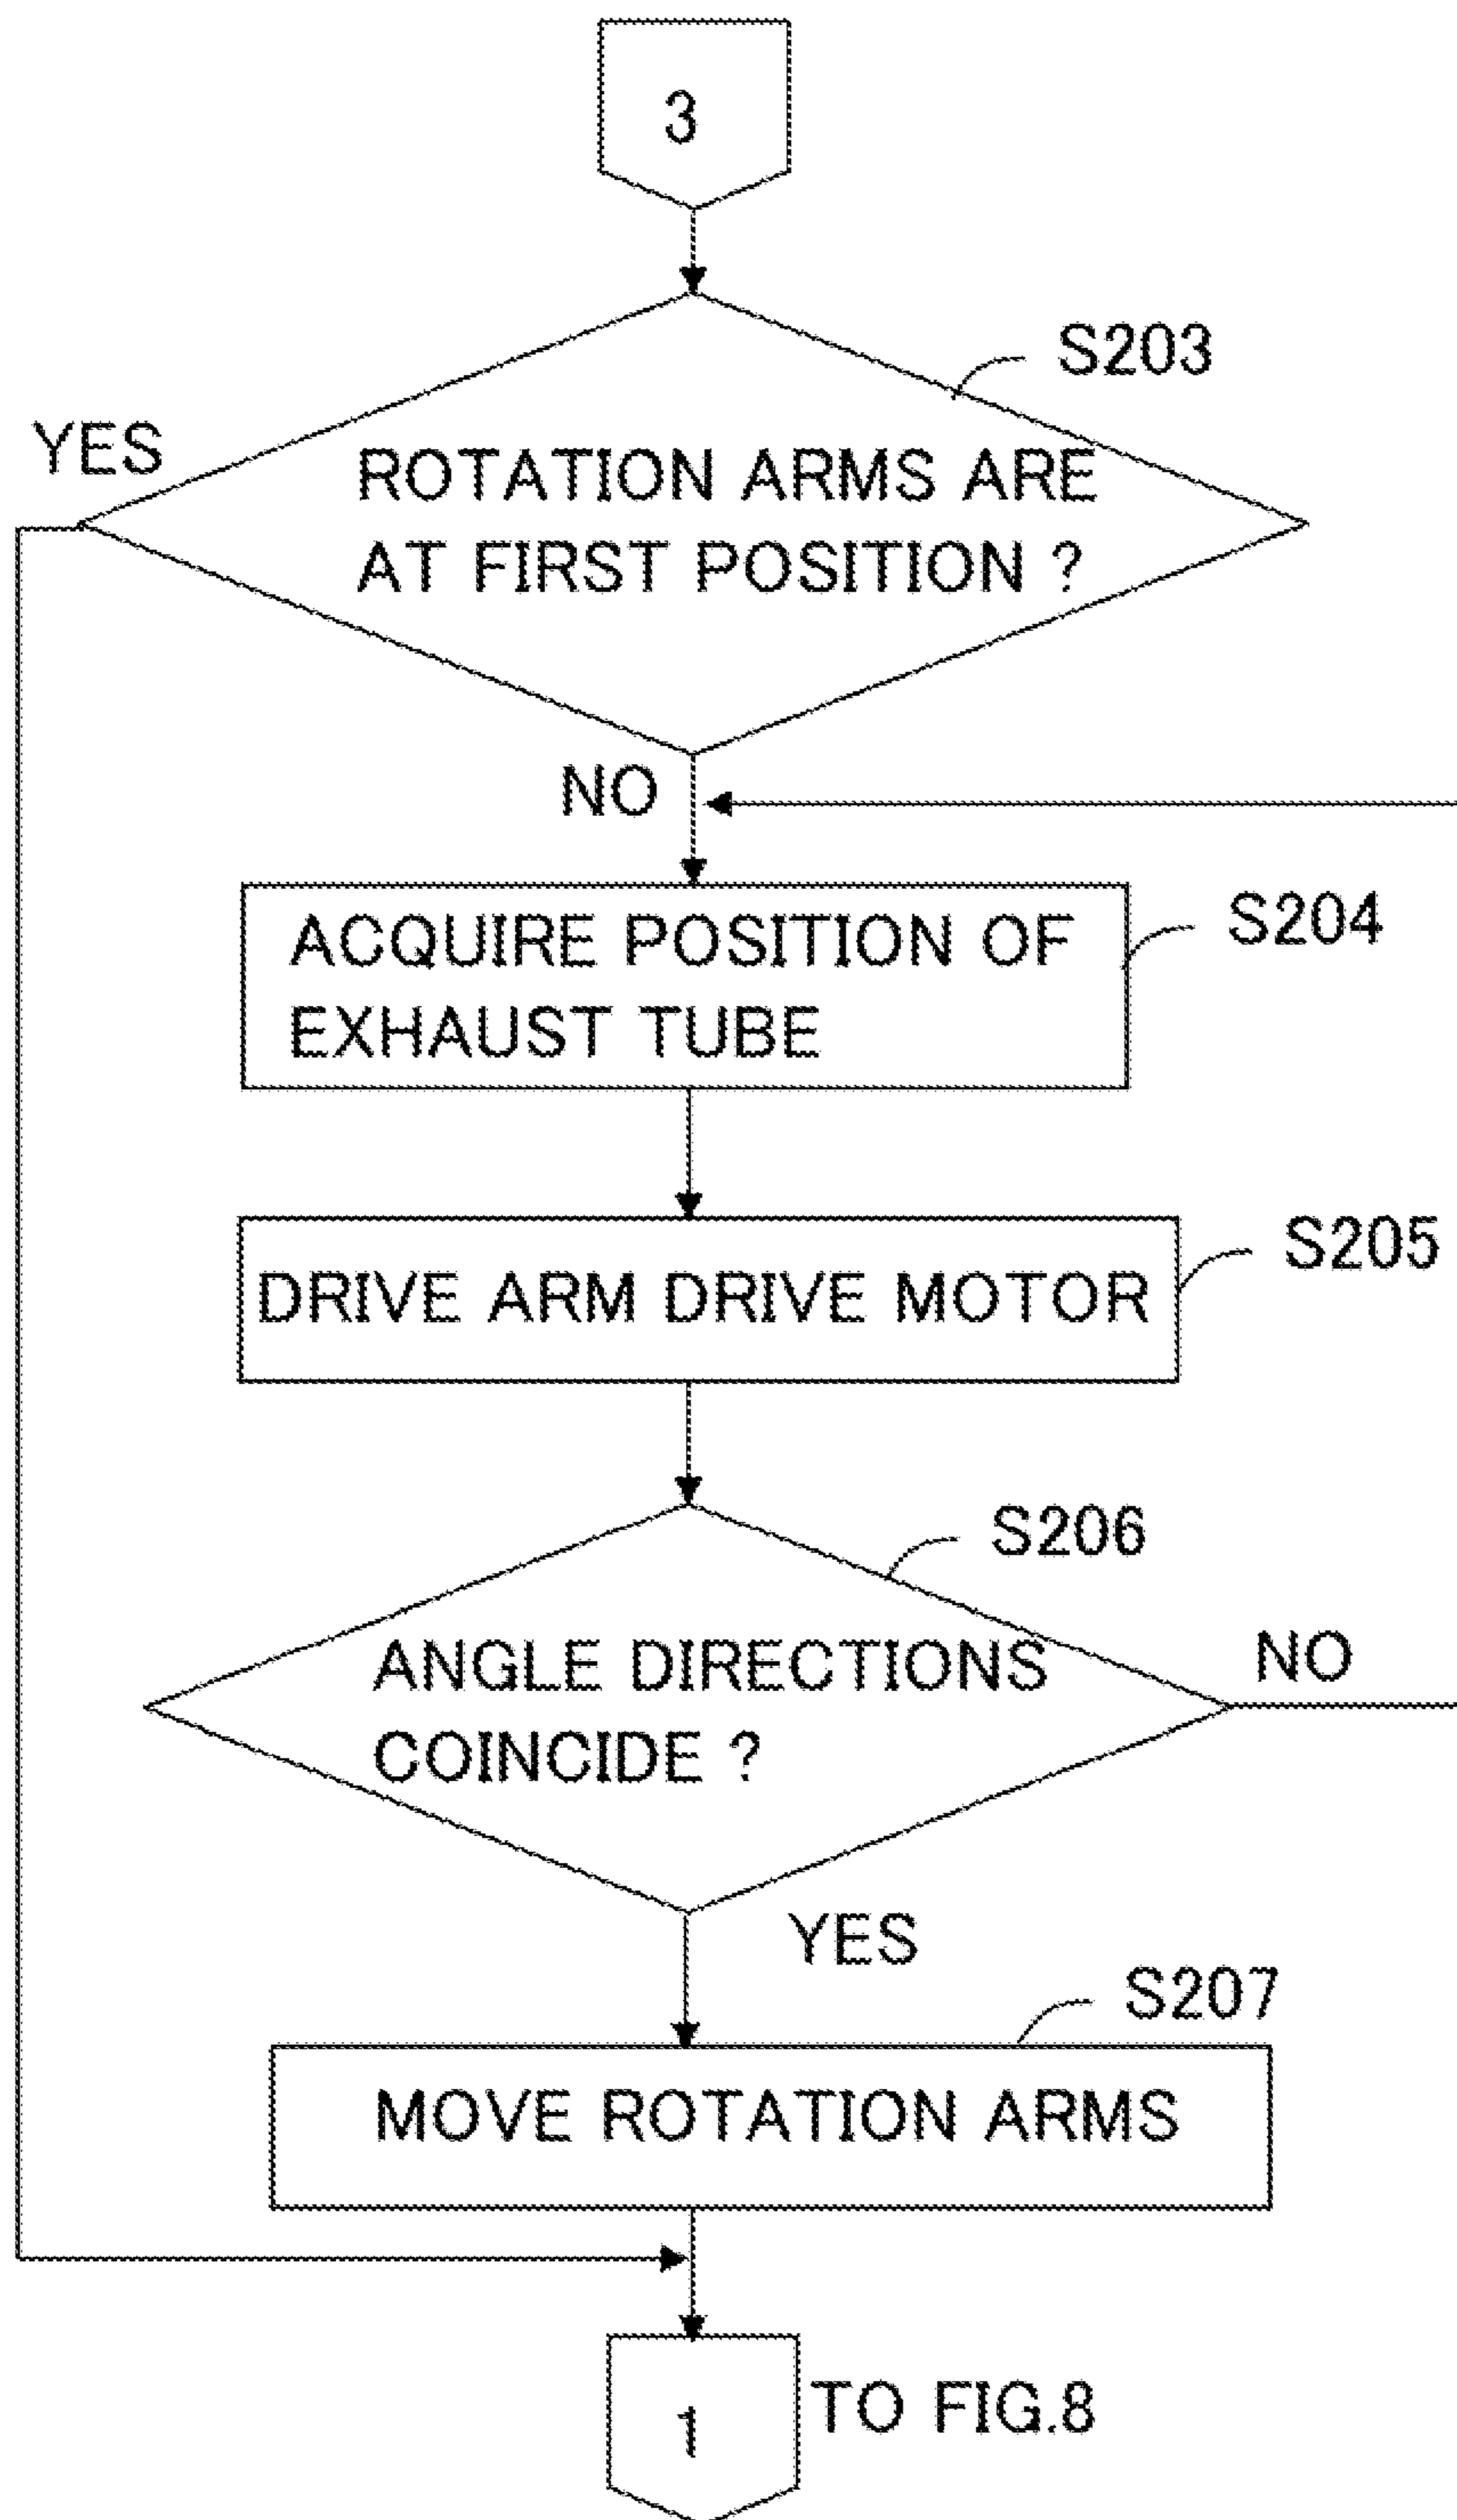 3
S203
YES
ROTATION ARMS ARE
AT FIRST POSITION ?
NO
S204
ACQUIRE POSITION OF
EXHAUST TUBE
S205
DRIVE ARM DRIVE MOTOR
S206
ANGLE DIRECTIONS
COINCIDE ?
NO
YES
S207
MOVE ROTATION ARMS
1
TO FIG.8